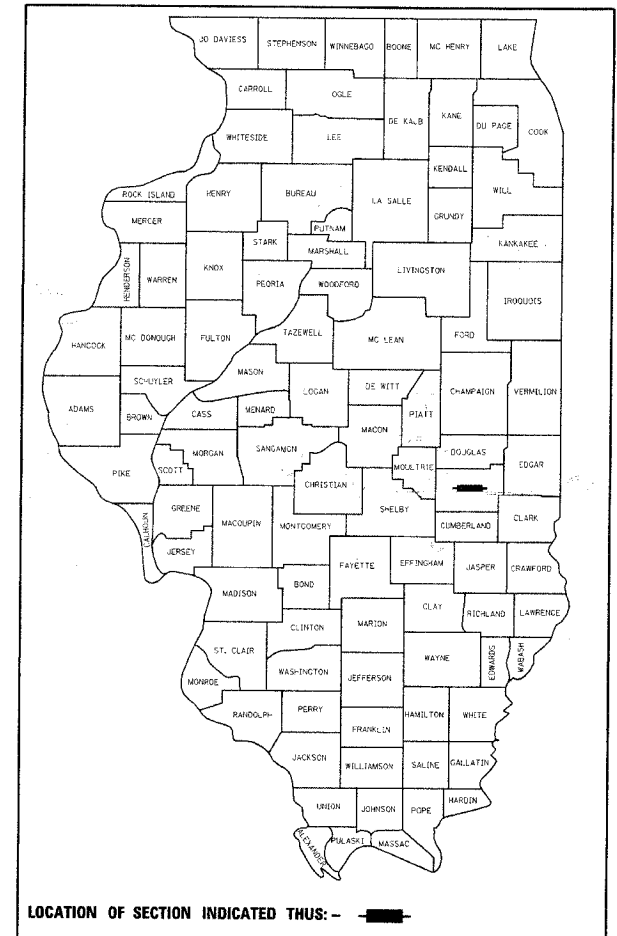 JO DAVIESS STEPHENSON WINNEBAGO BOONE MC HENRY LAKE
CARROLL OGLE DE KALB KANE DU PAGE COOK
WHITESIDE LEE
KENDALL WILL
ROCK ISLAND HENRY BUREAU LA SALLE
MERCER PUTNAM GRUNDY
STARK MARSHALL KANKAKEE
HENDERSON WARREN KNOX PEORIA WOODFORD LIVINGSTON
IROQUOIS
HANCOCK MC DONOUGH FULTON TAZEWELL MC LEAN FORD
MASON
SCHUYLER LOGAN DE WITT CHAMPAIGN VERMILION
ADAMS BROWN CASS MENARD PIATT
MACON
MORGAN SANGAMON DOUGLAS
PIKE SCOTT CHRISTIAN MOULTRIE EDGAR
GREENE SHELBY
CALHOUN MACOUPIN MONTGOMERY CUMBERLAND CLARK
JERSEY
FAYETTE EFFINGHAM JASPER CRAWFORD
MADISON BOND
CLAY RICHLAND LAWRENCE
CLINTON MARION
ST. CLAIR WAYNE EDWARDS WABASH
WASHINGTON JEFFERSON
MONROE
RANDOLPH PERRY HAMILTON WHITE
FRANKLIN
JACKSON WILLIAMSON SALINE GALLATIN
UNION JOHNSON POPE HARDIN
ALEXANDER PULASKI MASSAC
LOCATION OF SECTION INDICATED THUS: -